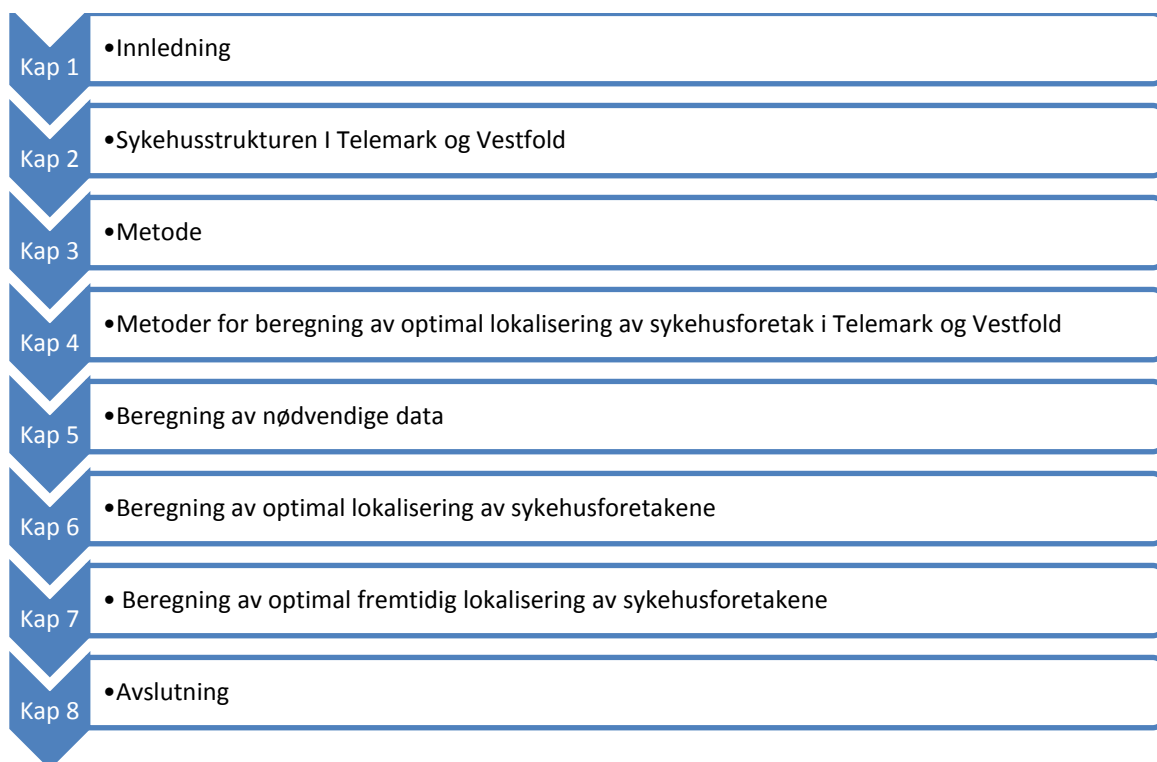 Kap 1
•Innledning
Kap 2
•Sykehusstrukturen I Telemark og Vestfold
Kap 3
•Metode
Kap 4
•Metoder for beregning av optimal lokalisering av sykehusforetak i Telemark og Vestfold
Kap 5
•Beregning av nødvendige data
Kap 6
•Beregning av optimal lokalisering av sykehusforetakene
Kap 7
• Beregning av optimal fremtidig lokalisering av sykehusforetakene
Kap 8
•Avslutning